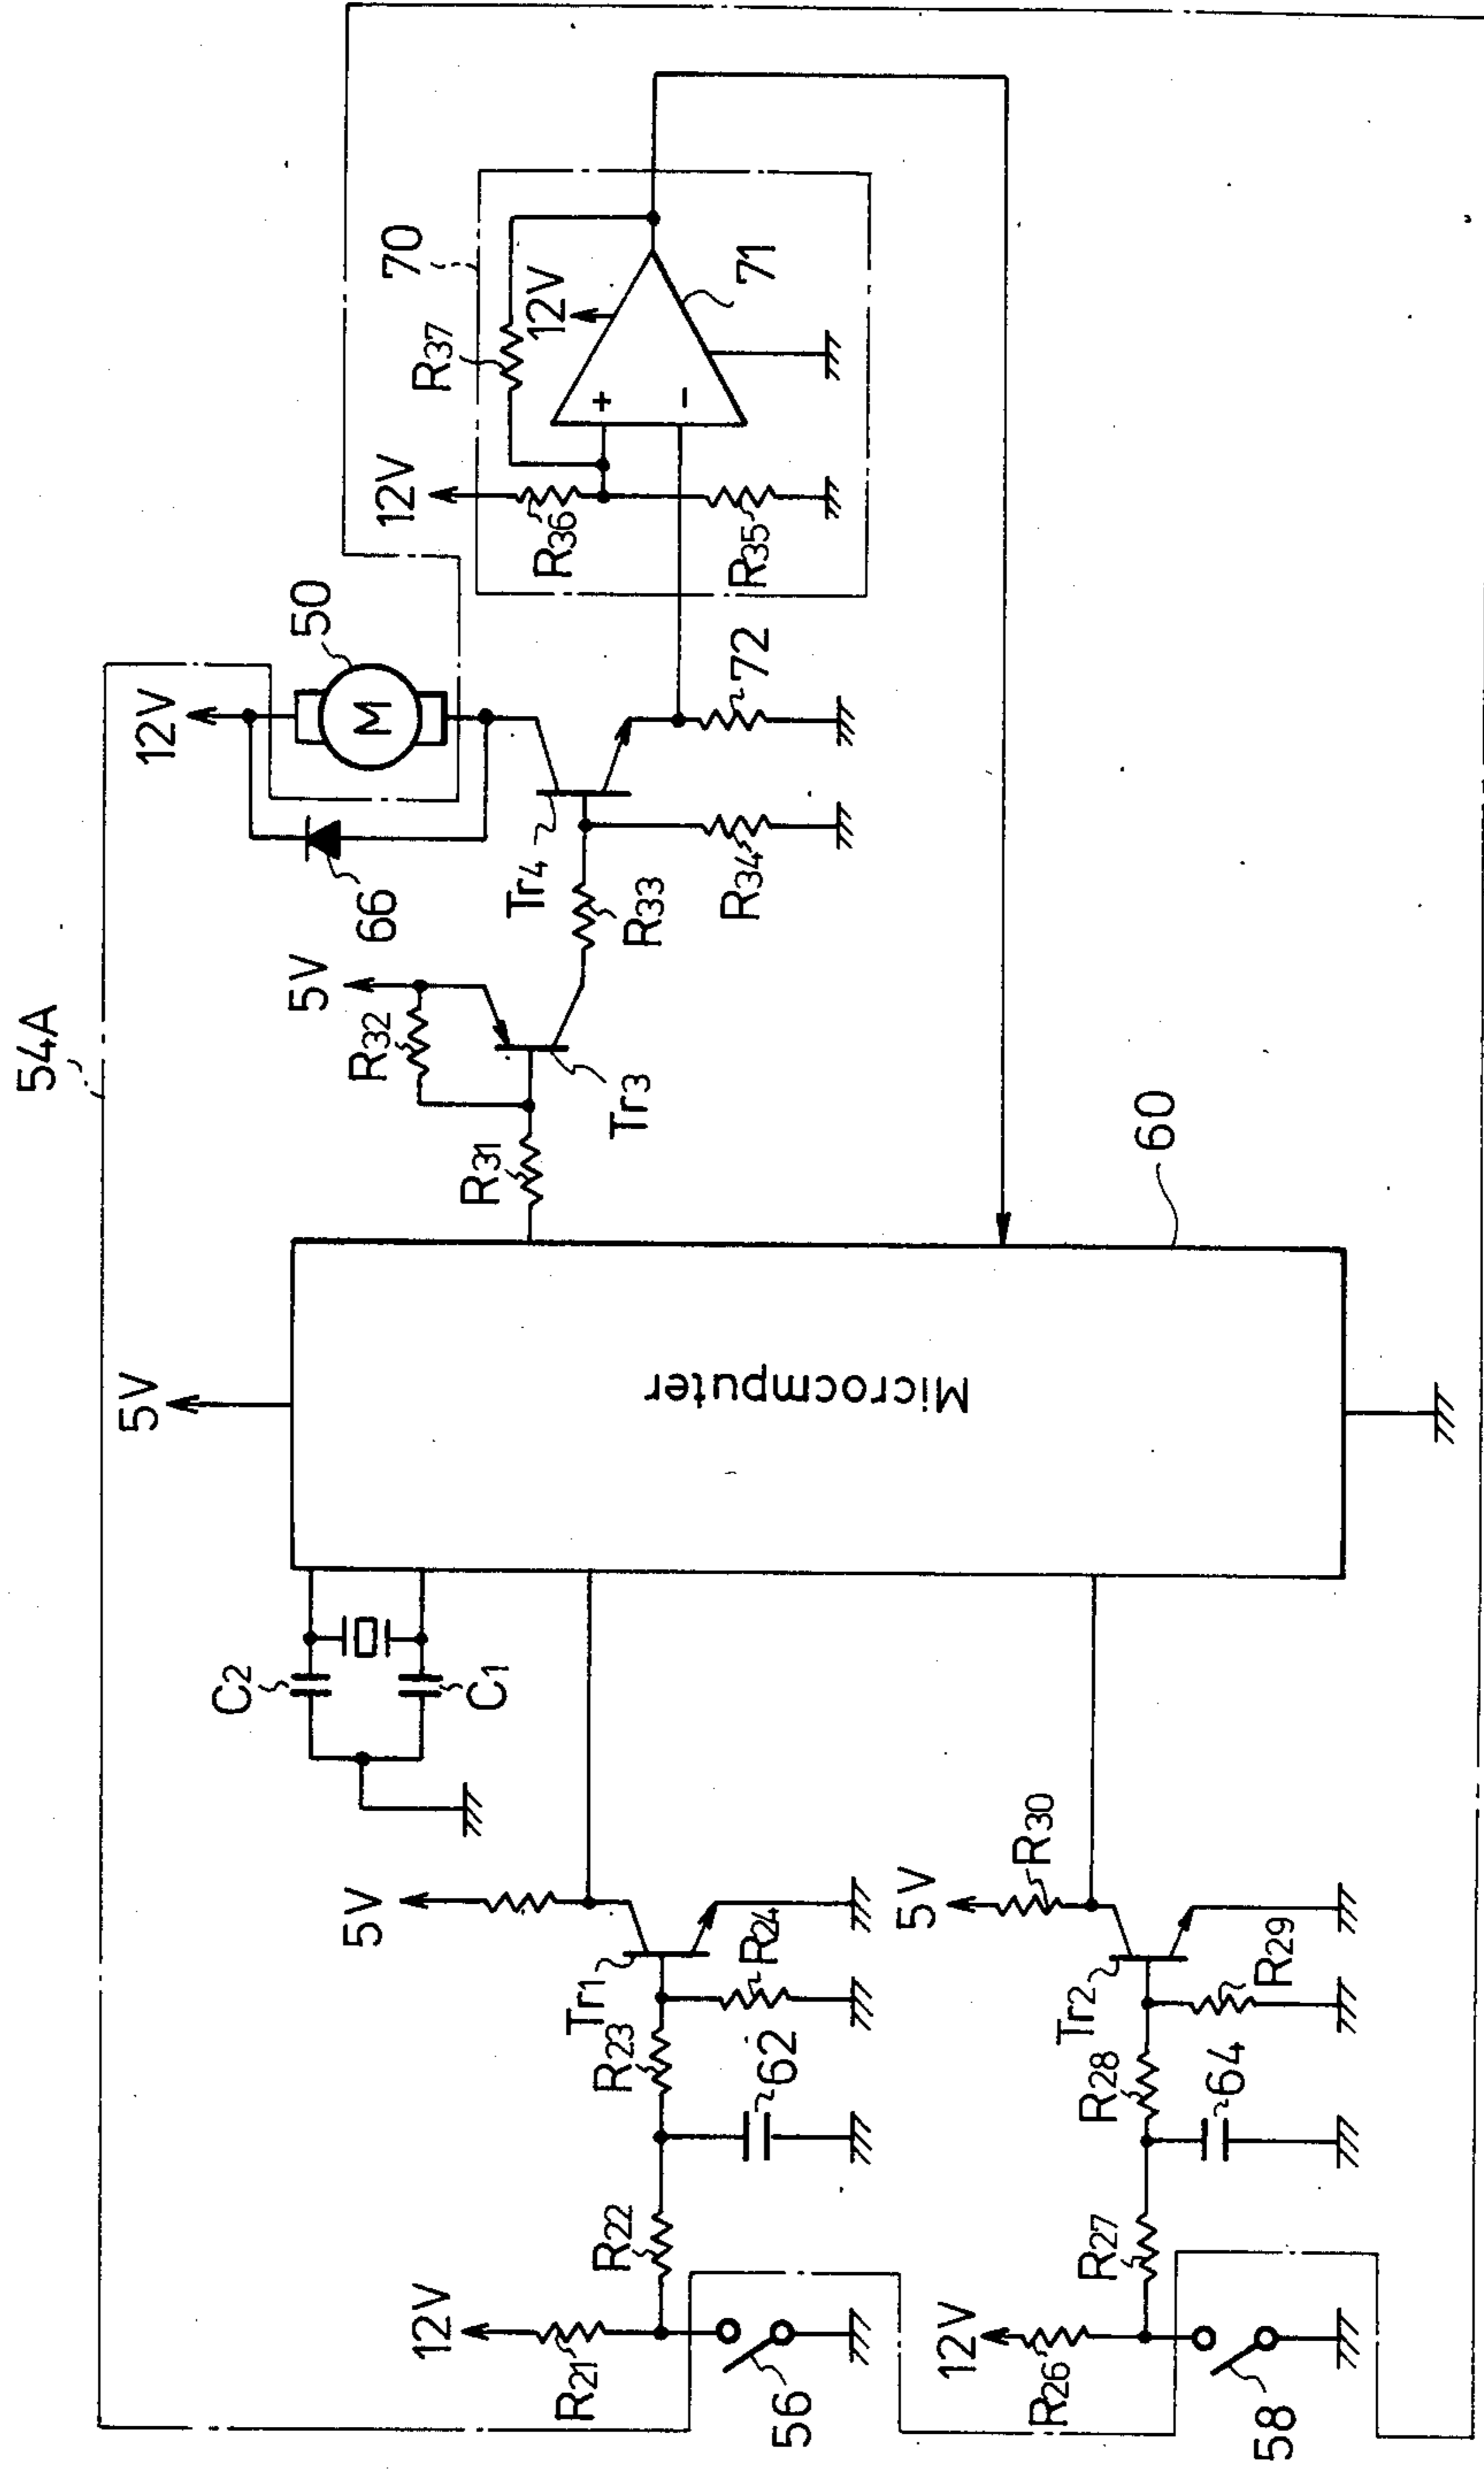 54A
12V
50
M
66
5V
R32
Tr3
R31
Tr4
R33
R34
72
12V
R36
R35
R37
70
12V
+
-
71
5V
Microcmputer
60
C2
C1
5V
Tr1
R24
R23
62
R22
12V
R21
56
5V
R30
Tr2
R29
R28
64
R27
12V
R26
58